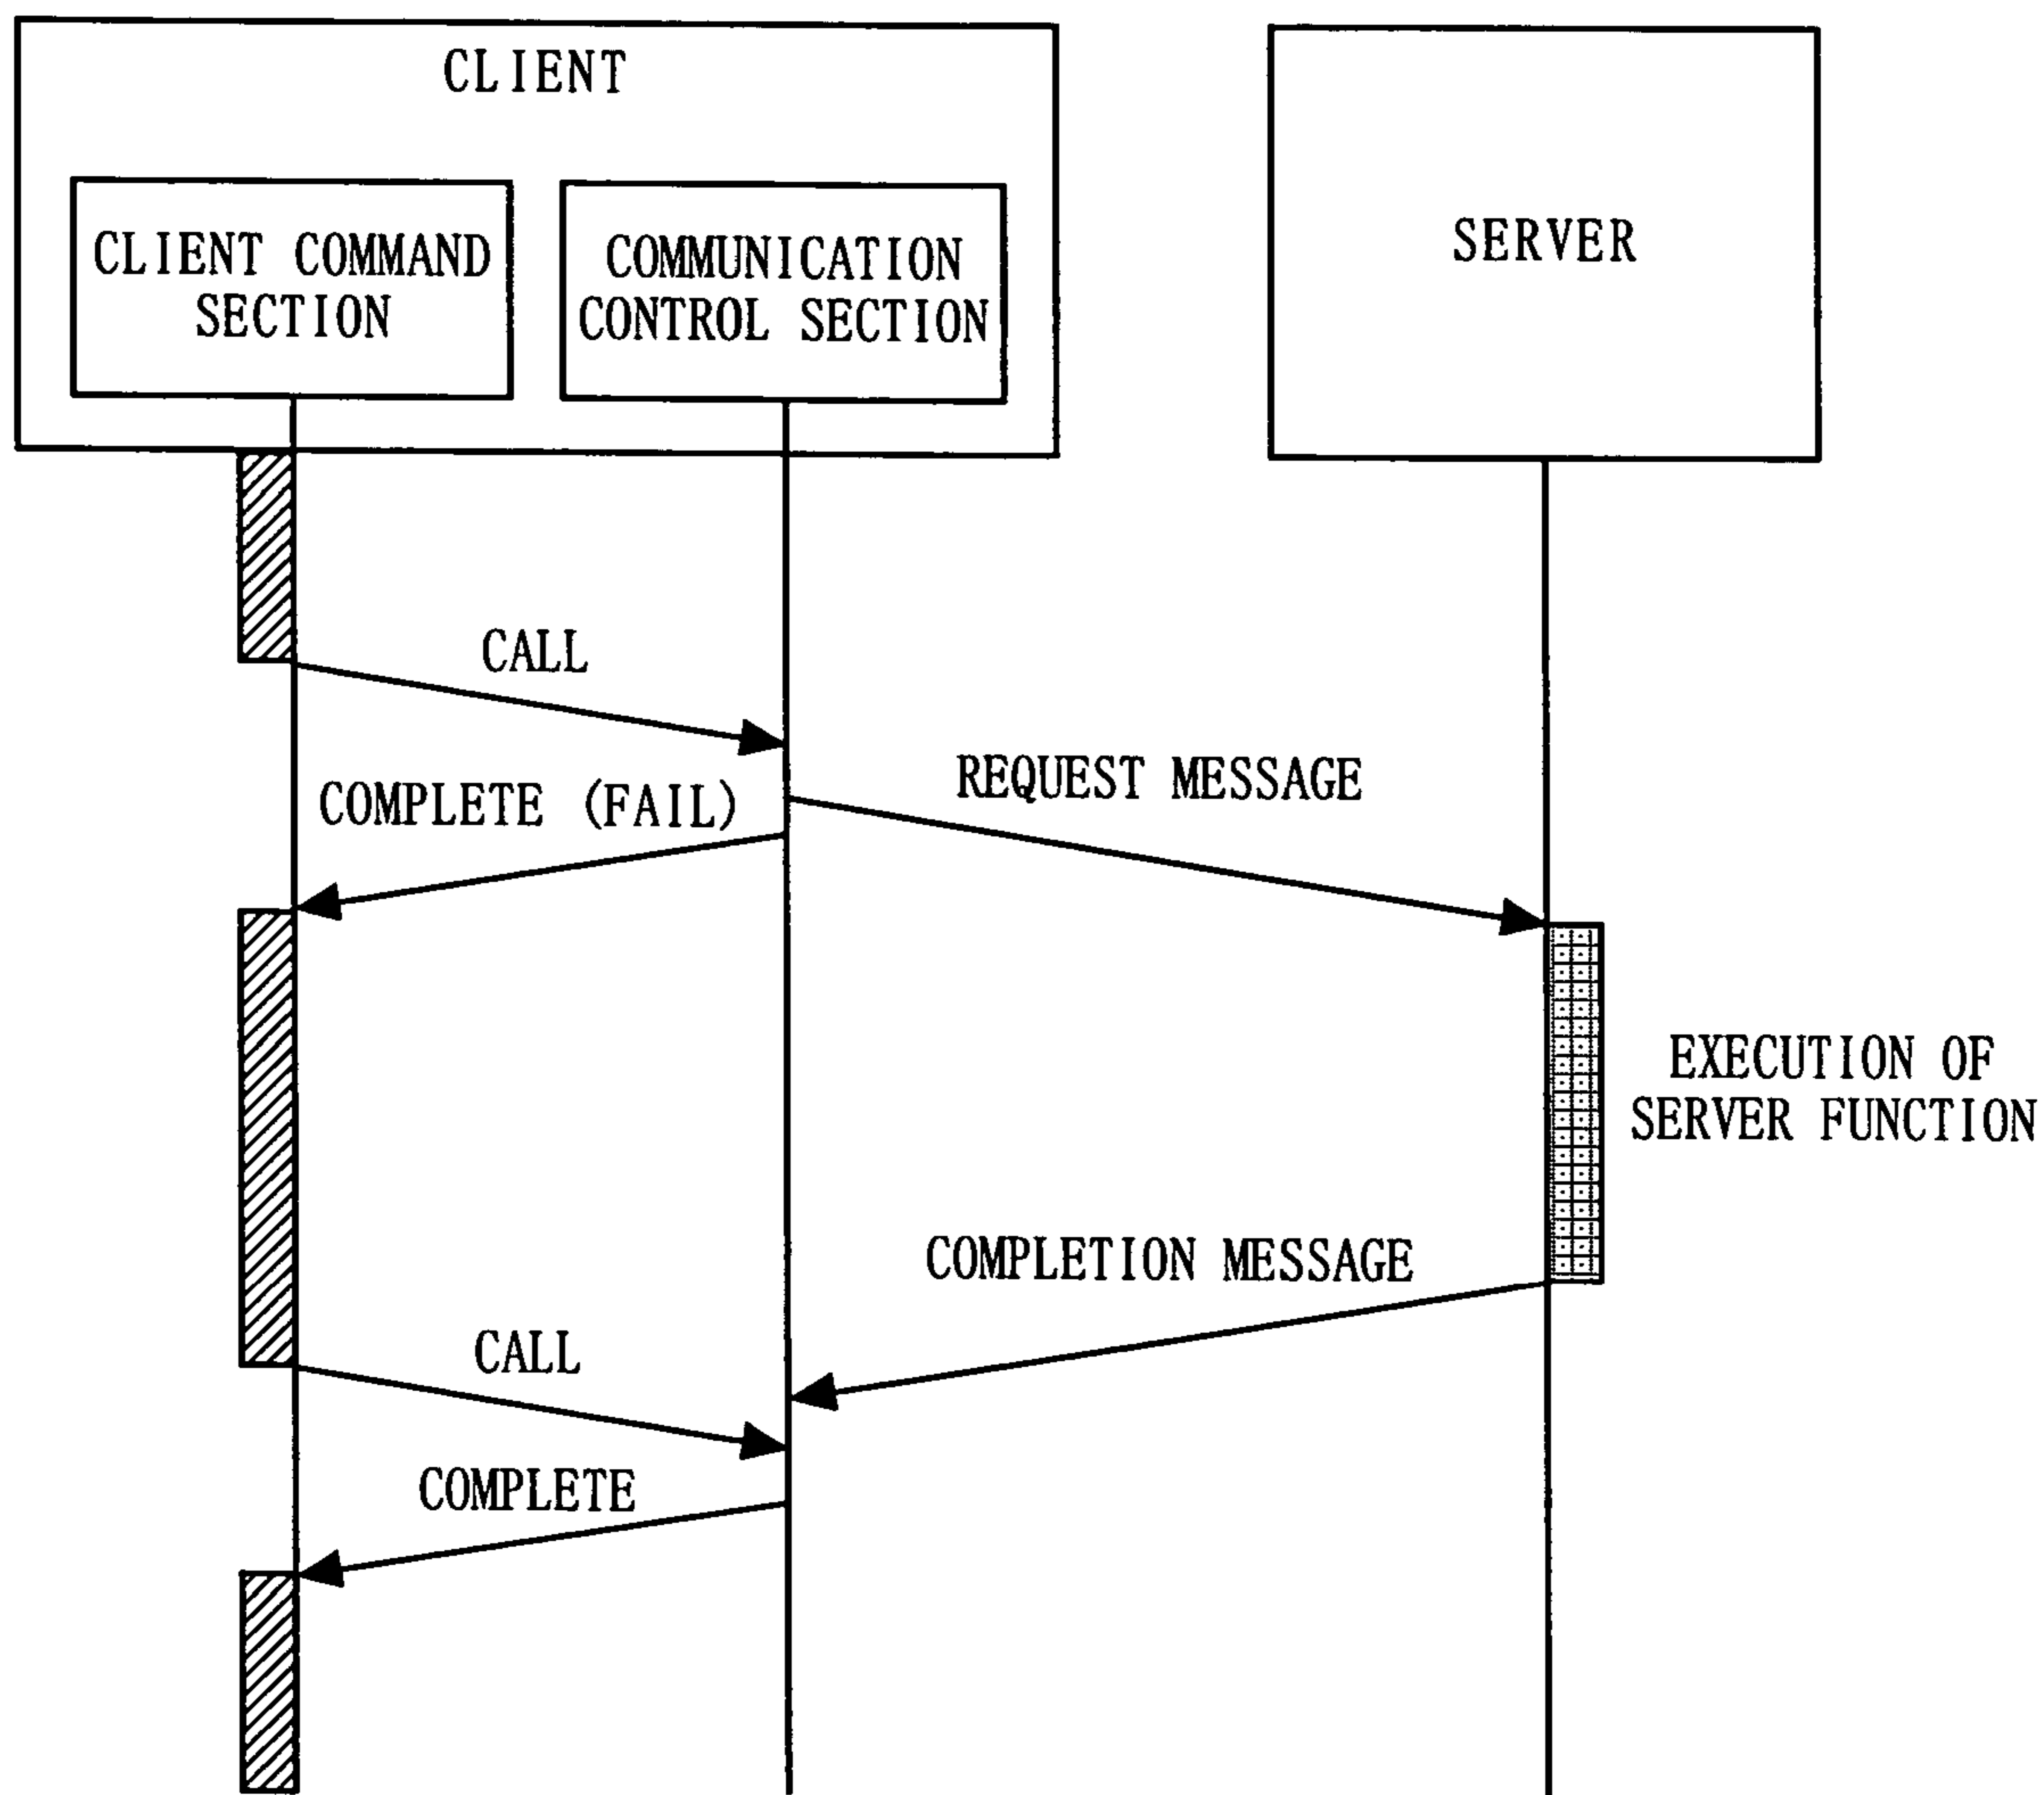 CLIENT
CLIENT COMMAND
SECTION
COMMUNICATION
CONTROL SECTION
SERVER
CALL
REQUEST MESSAGE
COMPLETE (FAIL)
EXECUTION OF
SERVER FUNCTION
COMPLETION MESSAGE
CALL
COMPLETE